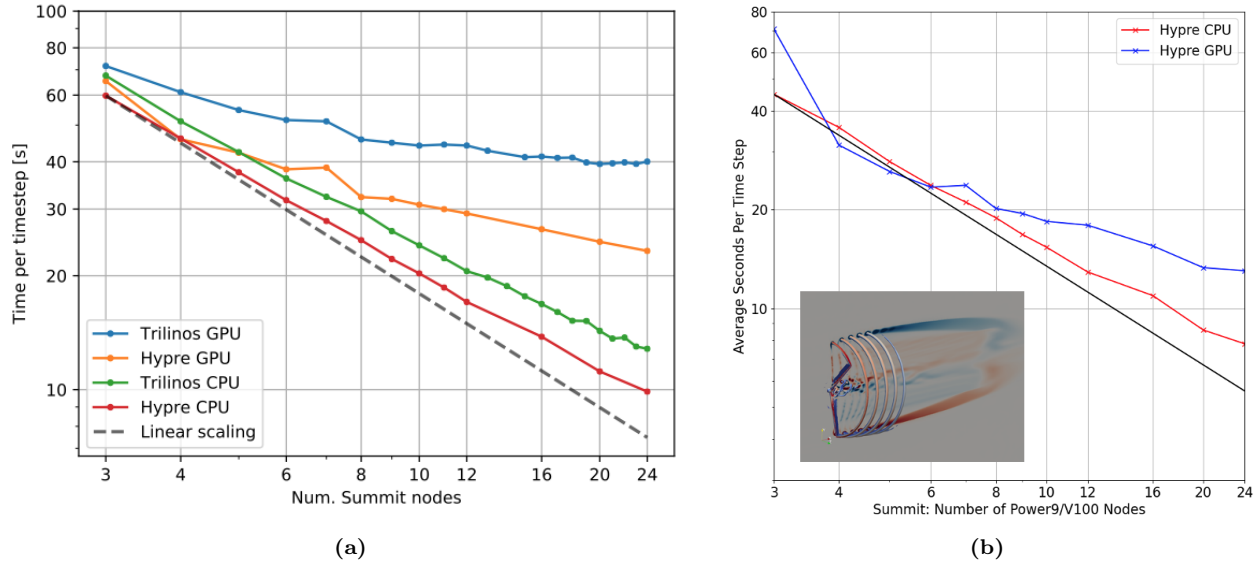 100
80
60
40
30
20
10
Time per timestep [s]
Trilinos GPU
Hypre GPU
Trilinos CPU
Hypre CPU
Linear scaling
3 4 6 8 10 12 16 20 24
Num. Summit nodes
(a)
80
60
40
20
10
Average Seconds Per Time Step
Hypre CPU
Hypre GPU
3 4 6 8 10 12 16 20 24
Summit: Number of Power9/V100 Nodes
(b)